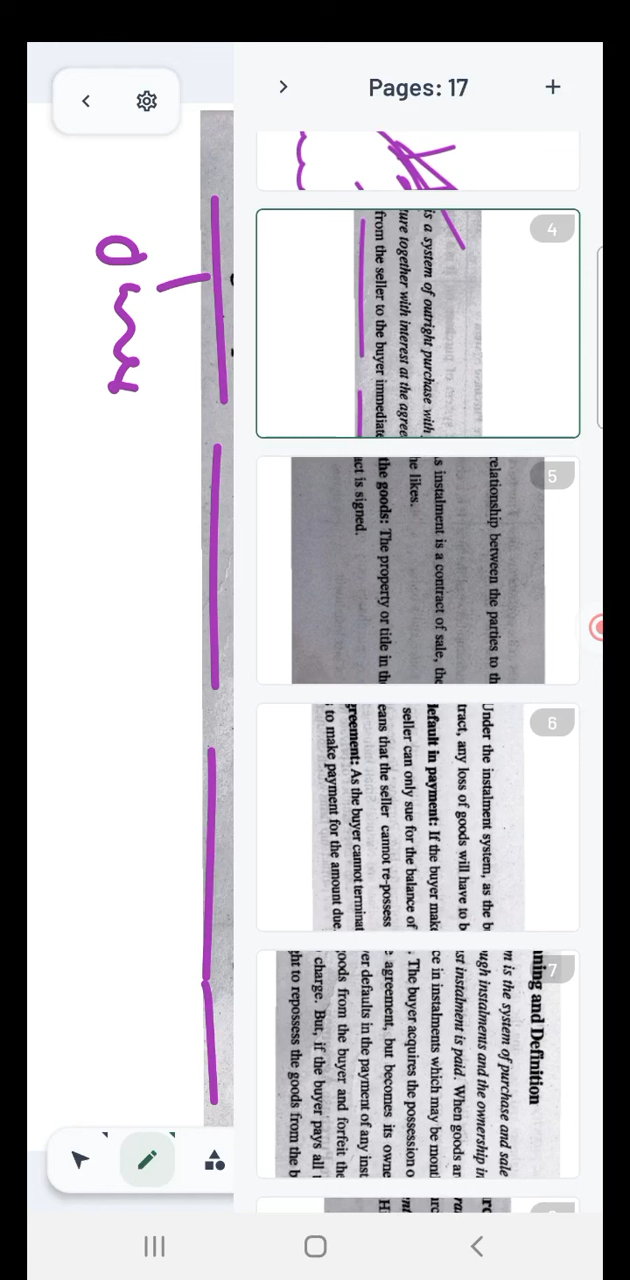 Pages: 17
4
is a system of outright purchase with
ture together with interest at the agree
from the seller to the buyer immediate
5
relationship between the parties to th
s instalment is a contract of sale, the
he likes.
the goods: The property or title in the
act is signed.
6
Under the instalment system, as the b
tract, any loss of goods will have to b
default in payment: If the buyer make
seller can only sue for the balance of
eans that the seller cannot re-possess
greement: As the buyer cannot terminat
to make payment for the amount due.
7
ning and Definition
m is the system of purchase and sale
ugh instalments and the ownership in
st instalment is paid. When goods ar
ce in instalments which may be mont
. The buyer acquires the possession o
e agreement, but becomes its owne
er defaults in the payment of any inst
oods from the buyer and forfeit the
charge. But, if the buyer pays all
ht to repossess the goods from the b